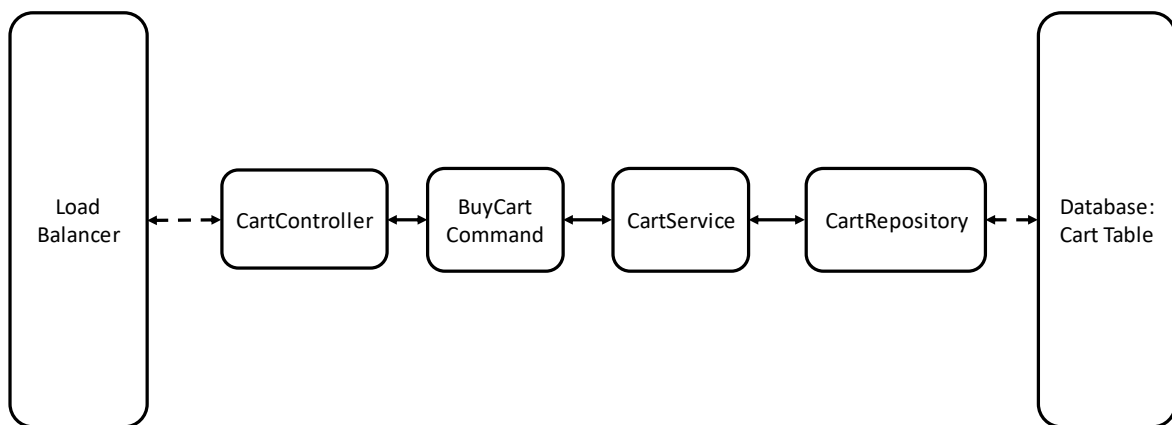 Load
Balancer
CartController
BuyCart
Command
CartService
CartRepository
Database:
Cart Table